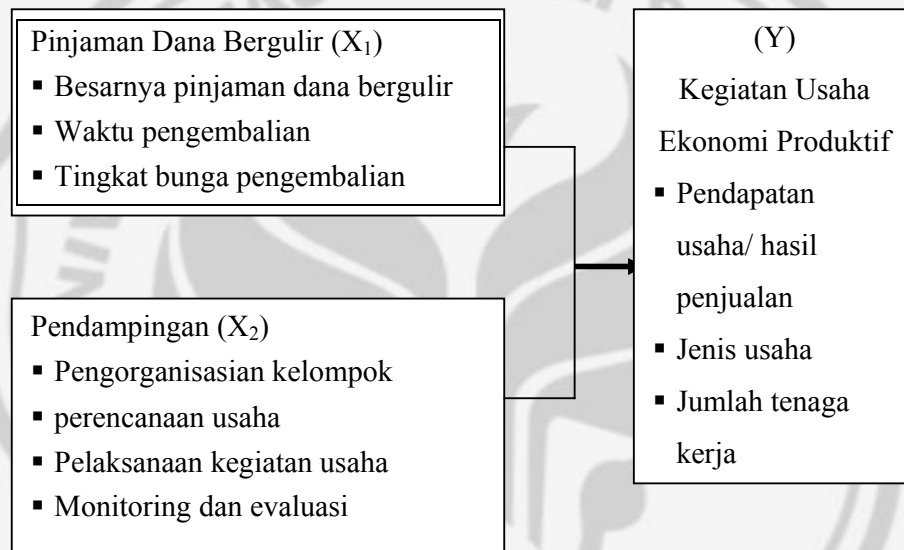 Pinjaman Dana Bergulir (X₁)
▪ Besarnya pinjaman dana bergulir
▪ Waktu pengembalian
▪ Tingkat bunga pengembalian
Pendampingan (X₂)
▪ Pengorganisasian kelompok
▪ perencanaan usaha
▪ Pelaksanaan kegiatan usaha
▪ Monitoring dan evaluasi
(Y)
Kegiatan Usaha
Ekonomi Produktif
▪ Pendapatan
usaha/ hasil
penjualan
▪ Jenis usaha
▪ Jumlah tenaga
kerja